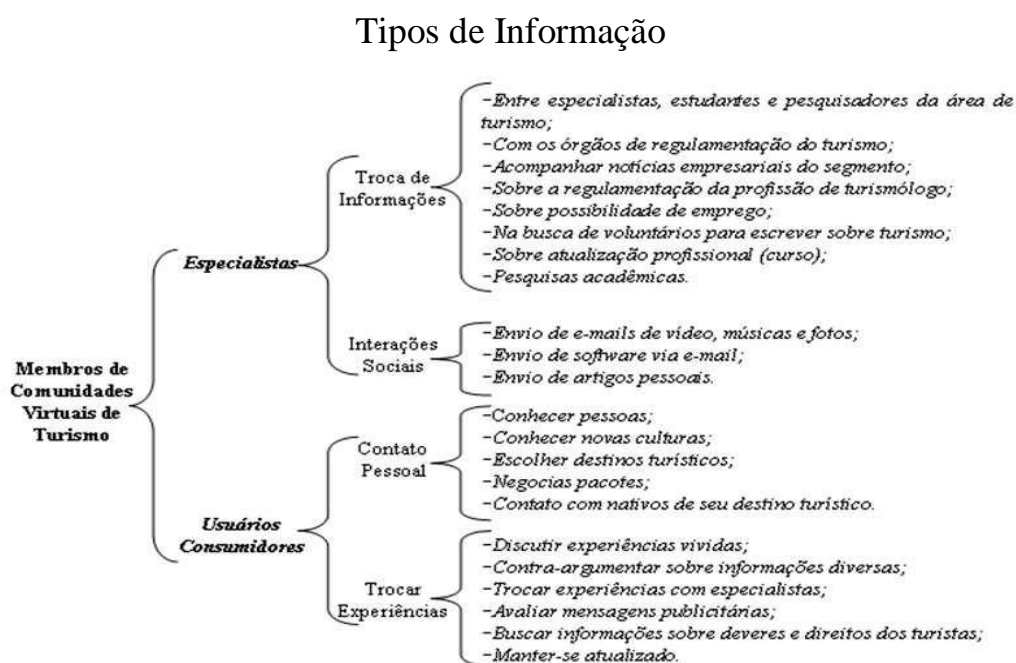 Tipos de Informação
-Entre especialistas, estudantes e pesquisadores da área de
turismo;
-Com os órgãos de regulamentação do turismo;
-Acompanhar notícias empresariais do segmento;
-Sobre a regulamentação da profissão de turismólogo;
-Sobre possibilidade de emprego;
-Na busca de voluntários para escrever sobre turismo;
-Sobre atualização profissional (curso);
-Pesquisas acadêmicas.
Troca de
Informações
Especialistas
Interações
Sociais
-Envio de e-mails de vídeo, músicas e fotos;
-Envio de software via e-mail;
-Envio de artigos pessoais.
Membros de
Comunidades
Virtuais de
Turismo
Contato
Pessoal
-Conhecer pessoas;
-Conhecer novas culturas;
-Escolher destinos turísticos;
-Negocias pacotes;
-Contato com nativos de seu destino turístico.
Usuários
Consumidores
Trocar
Experiências
-Discutir experiências vividas;
-Contra-argumentar sobre informações diversas;
-Trocar experiências com especialistas;
-Avaliar mensagens publicitárias;
-Buscar informações sobre deveres e direitos dos turistas;
-Manter-se atualizado.